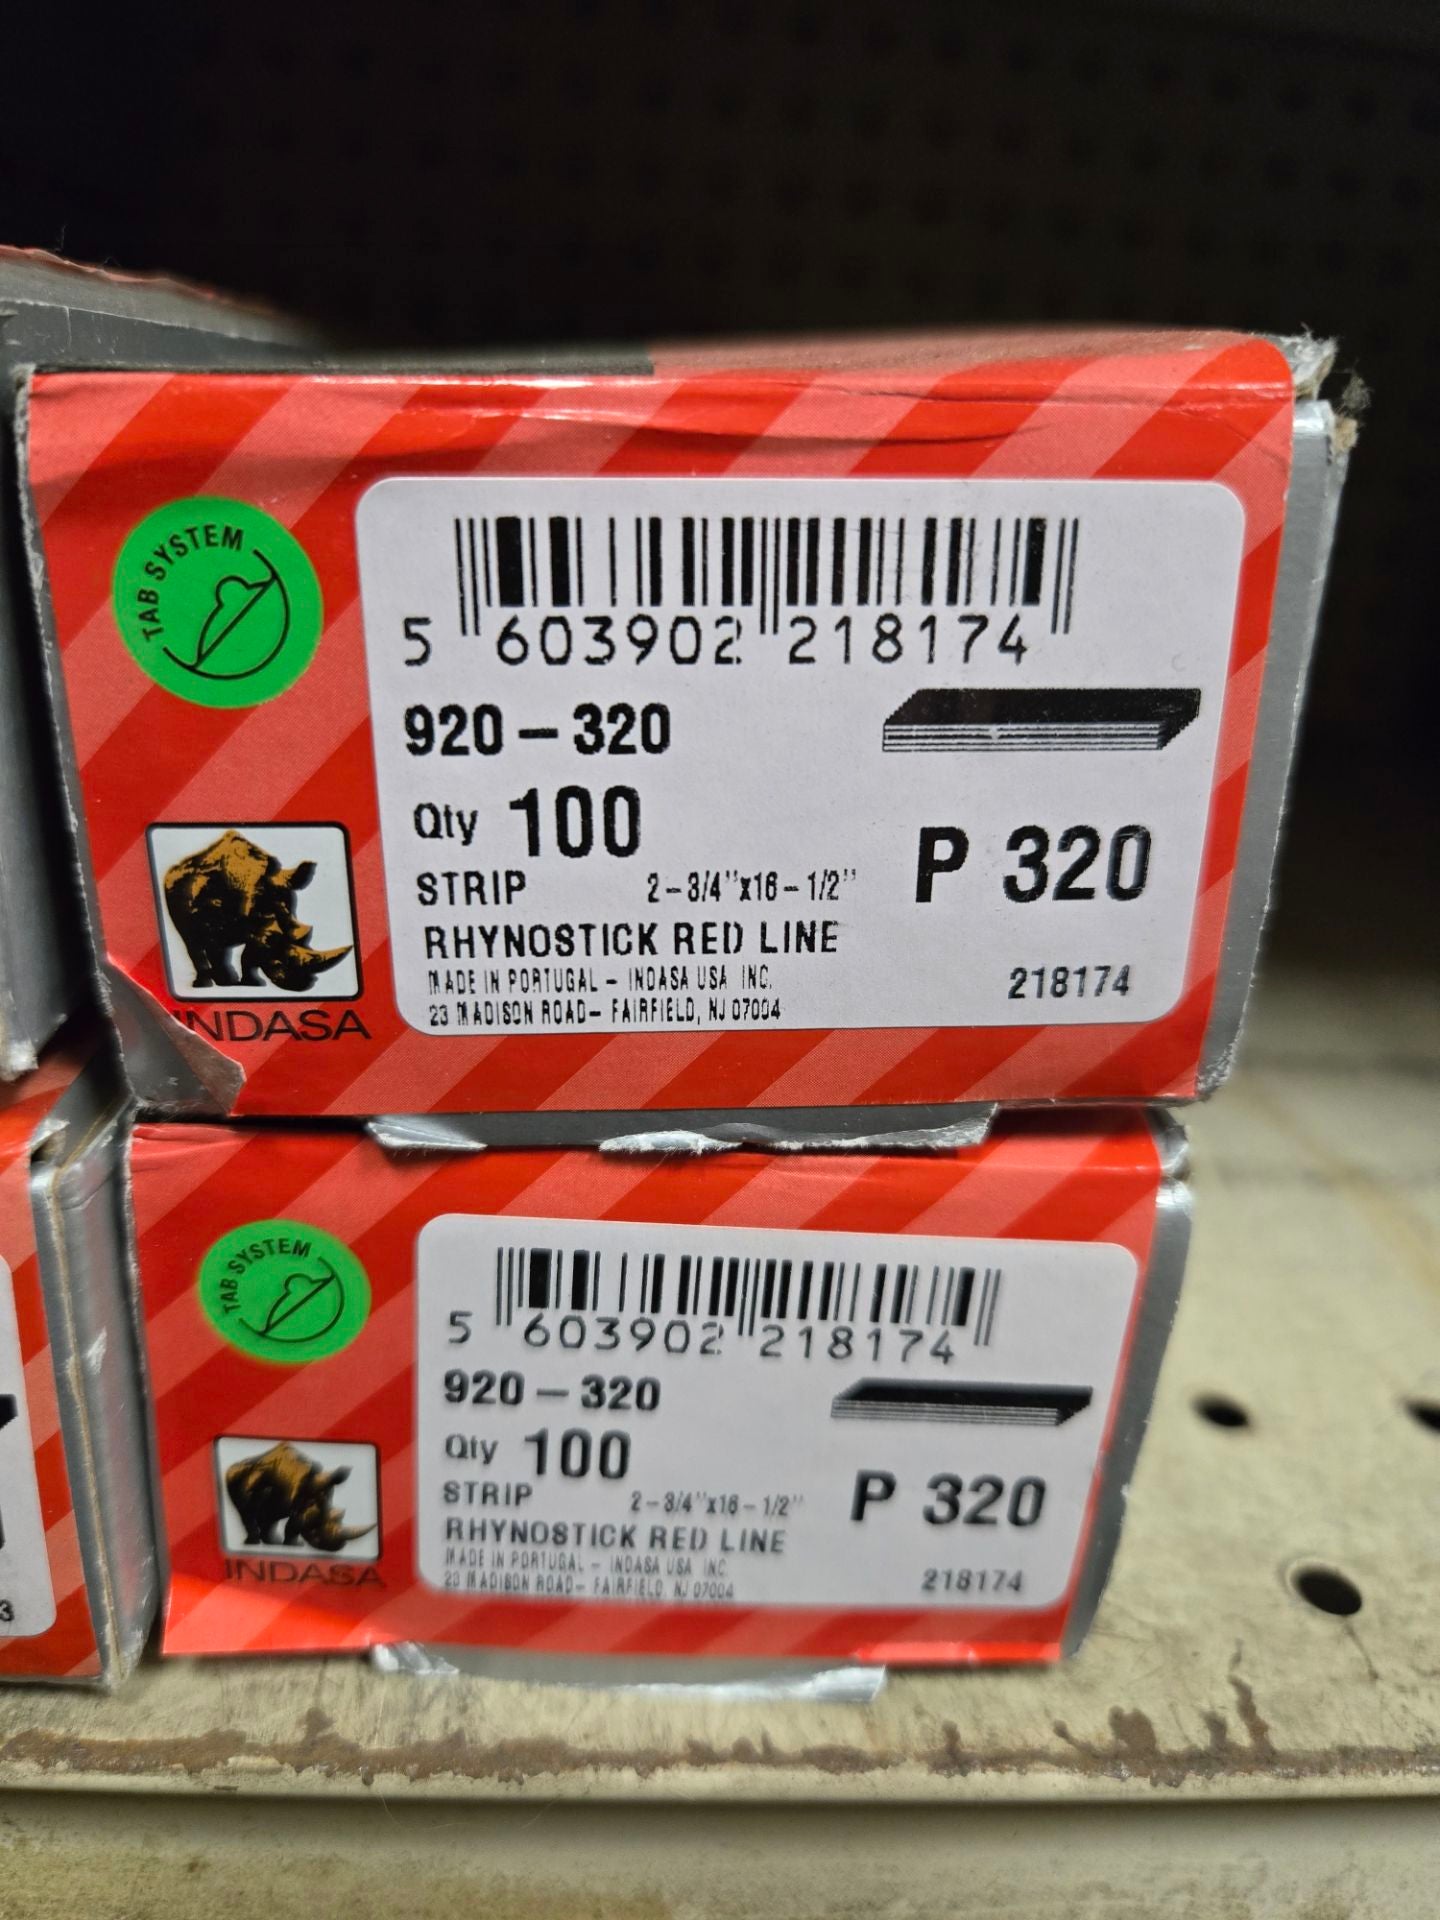 TAB SYSTEM
5 603902 218174
920-320
Qty 100
STRIP 2-3/4"x16-1/2" P 320
RHYNOSTICK RED LINE
MADE IN PORTUGAL - INDASA USA INC.
23 MADISON ROAD- FAIRFIELD, NJ 07004
218174
INDASA
TAB SYSTEM
5 603902 218174
920-320
Qty 100
STRIP 2-3/4"x16-1/2" P 320
RHYNOSTICK RED LINE
MADE IN PORTUGAL - INDASA USA INC.
23 MADISON ROAD- FAIRFIELD, NJ 07004
218174
INDASA
3